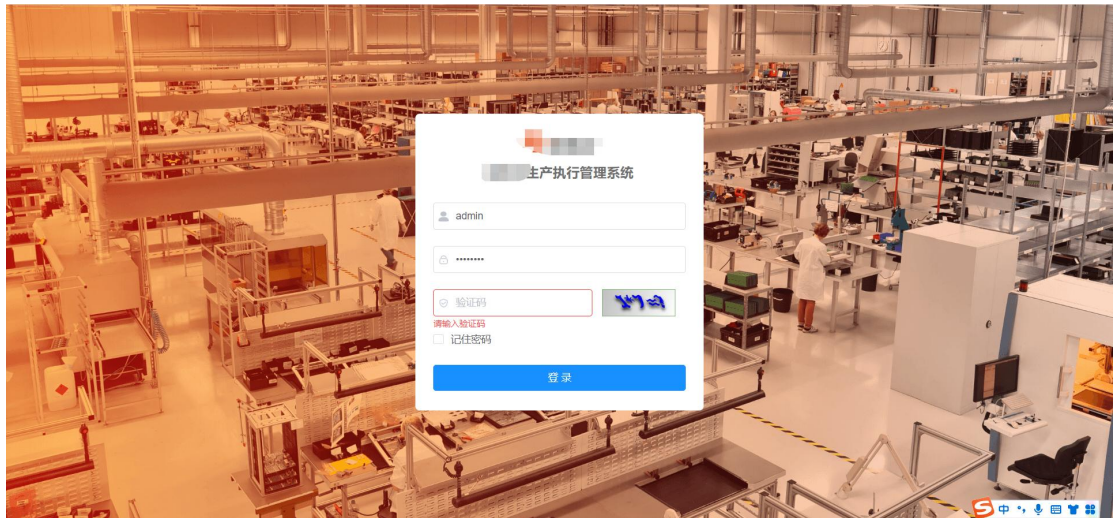 生产执行管理系统
admin
验证码
请输入验证码
记住密码
登录
中